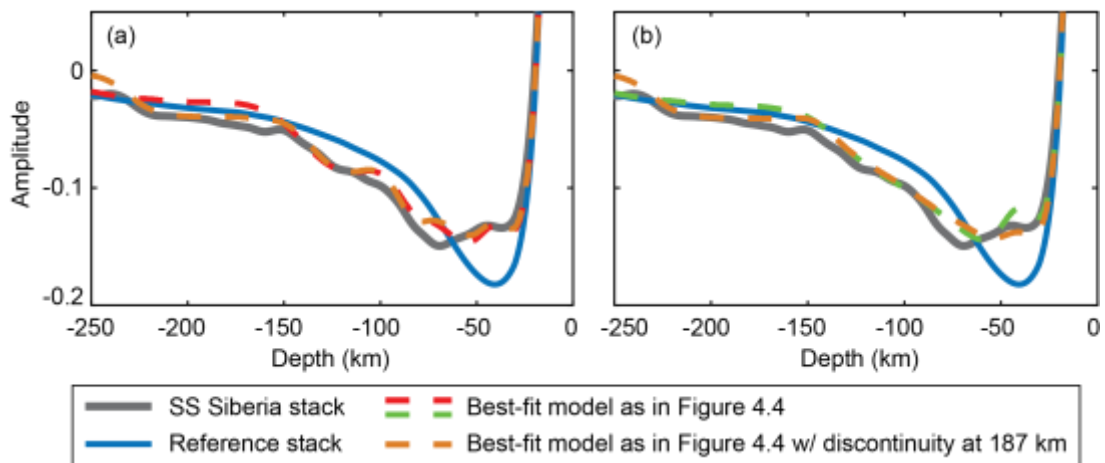 (a)
(b)
0
-0.1
-0.2
Amplitude
-250 -200 -150 -100 -50 0
-250 -200 -150 -100 -50 0
Depth (km)
Depth (km)
SS Siberia stack
Best-fit model as in Figure 4.4
Reference stack
Best-fit model as in Figure 4.4 w/ discontinuity at 187 km